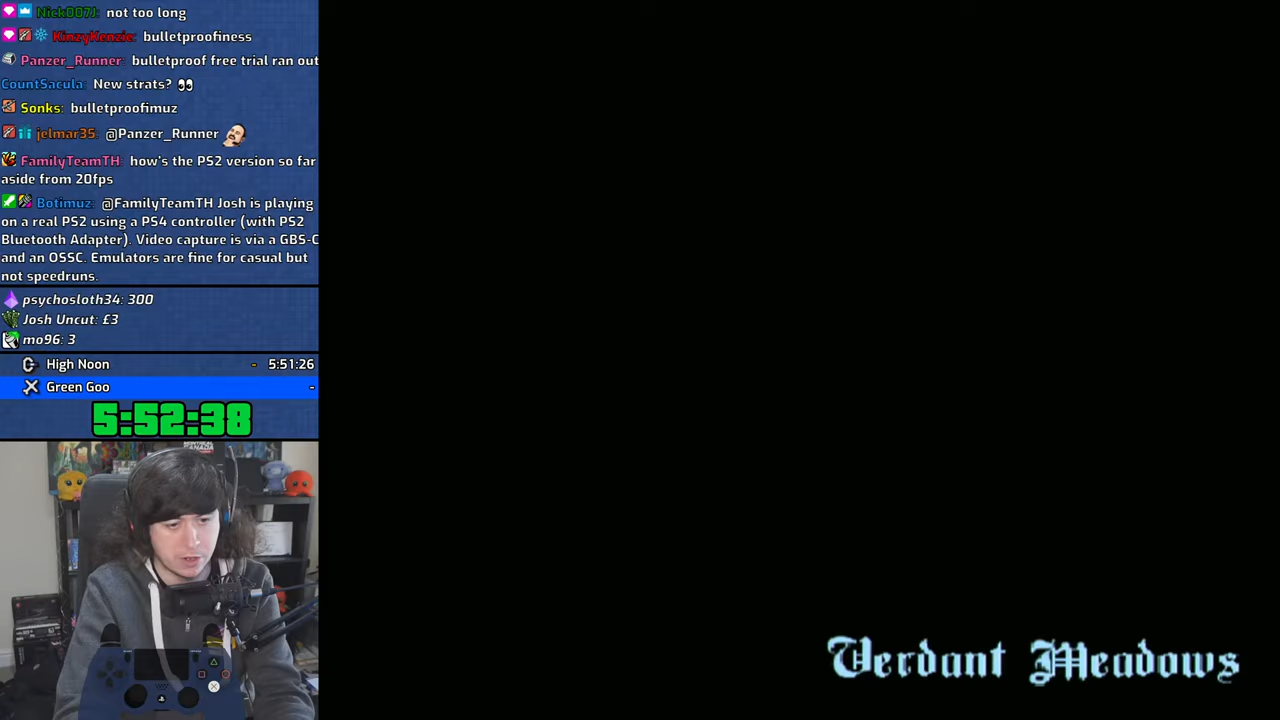 Nick007J: not too long
KinzyKenzie: bulletproofiness
Panzer_Runner: bulletproof free trial ran out
CountSacula: New strats? 👀
Sonks: bulletproofimuz
jelmar35: @Panzer_Runner
FamilyTeamTH: how's the PS2 version so far
aside from 20fps
Botimuz: @FamilyTeamTH Josh is playing
on a real PS2 using a PS4 controller (with PS2
Bluetooth Adapter). Video capture is via a GBS-C
and an OSSC. Emulators are fine for casual but
not speedruns.
psychosloth34: 300
Josh Uncut: £3
mo96: 3
High Noon - 5:51:26
Green Goo -
5:52:38
Verdant Meadows